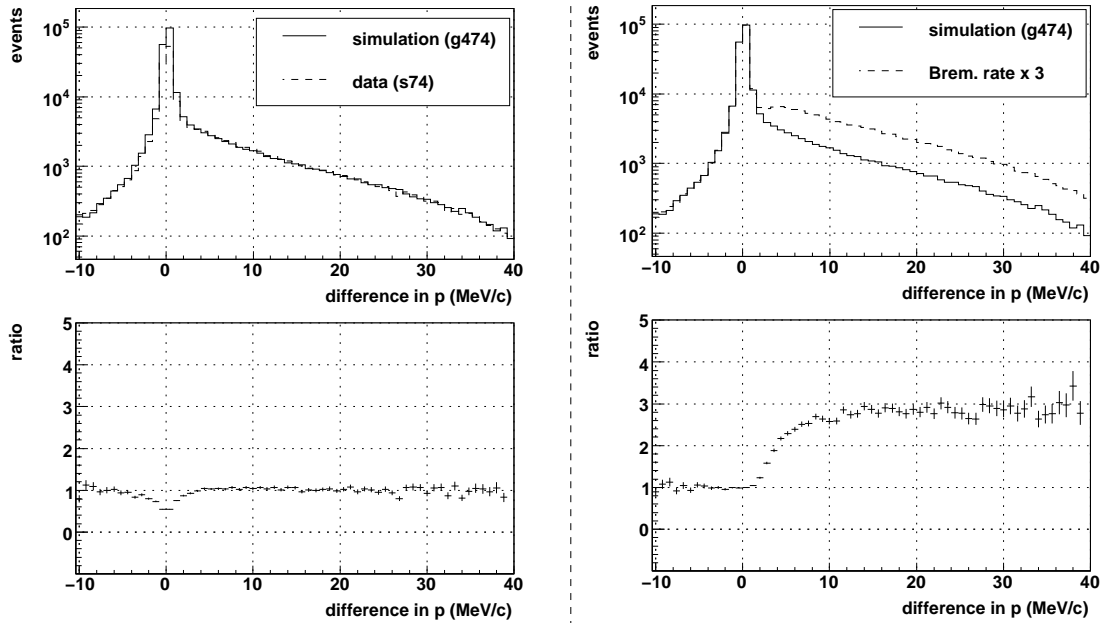 events
10^5
10^4
10^3
10^2
simulation (g474)
data (s74)
−10 0 10 20 30 40
difference in p (MeV/c)
ratio
5
4
3
2
1
0
−10 0 10 20 30 40
difference in p (MeV/c)
events
10^5
10^4
10^3
10^2
simulation (g474)
Brem. rate x 3
−10 0 10 20 30 40
difference in p (MeV/c)
ratio
5
4
3
2
1
0
−10 0 10 20 30 40
difference in p (MeV/c)